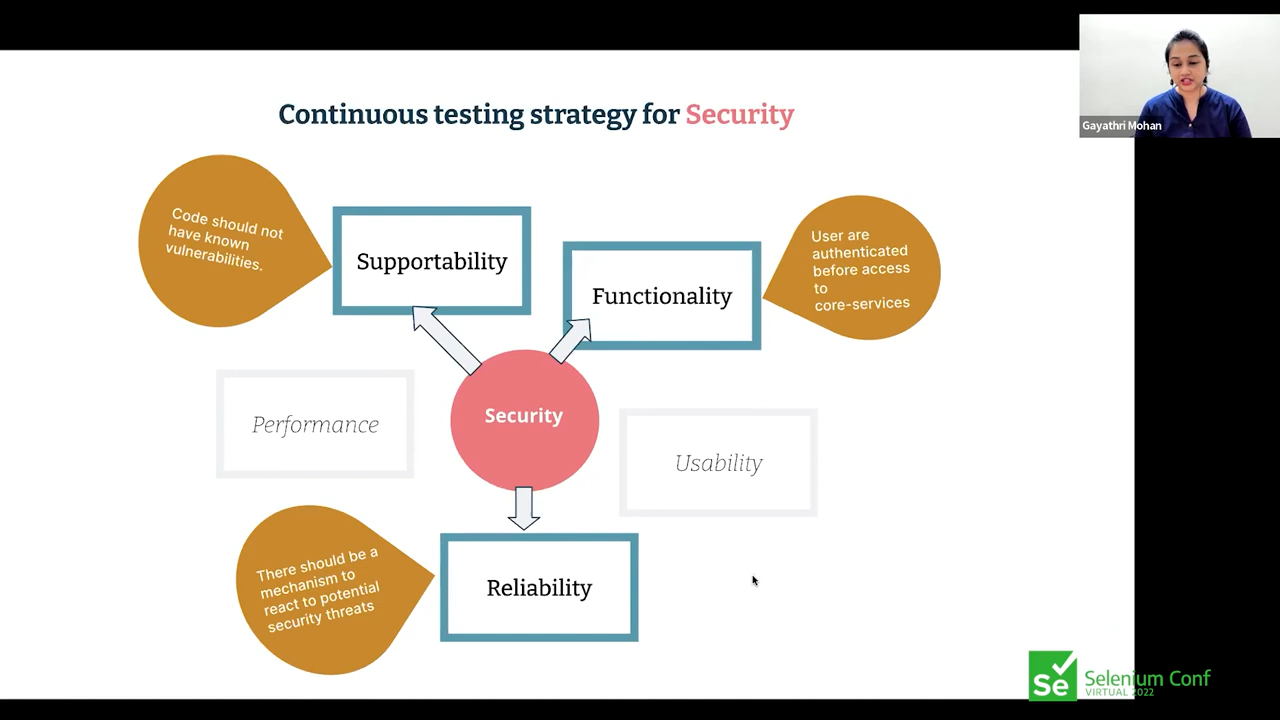 Gayathri Mohan
Continuous testing strategy for Security
Code should not
have known
vulnerabilities.
Supportability
Functionality
User are
authenticated
before access
to
core-services
Performance
Security
Usability
There should be a
mechanism to
react to potential
security threats
Reliability
Se
Selenium Conf
VIRTUAL 2022